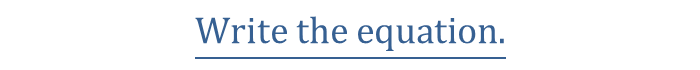 Write the equation.